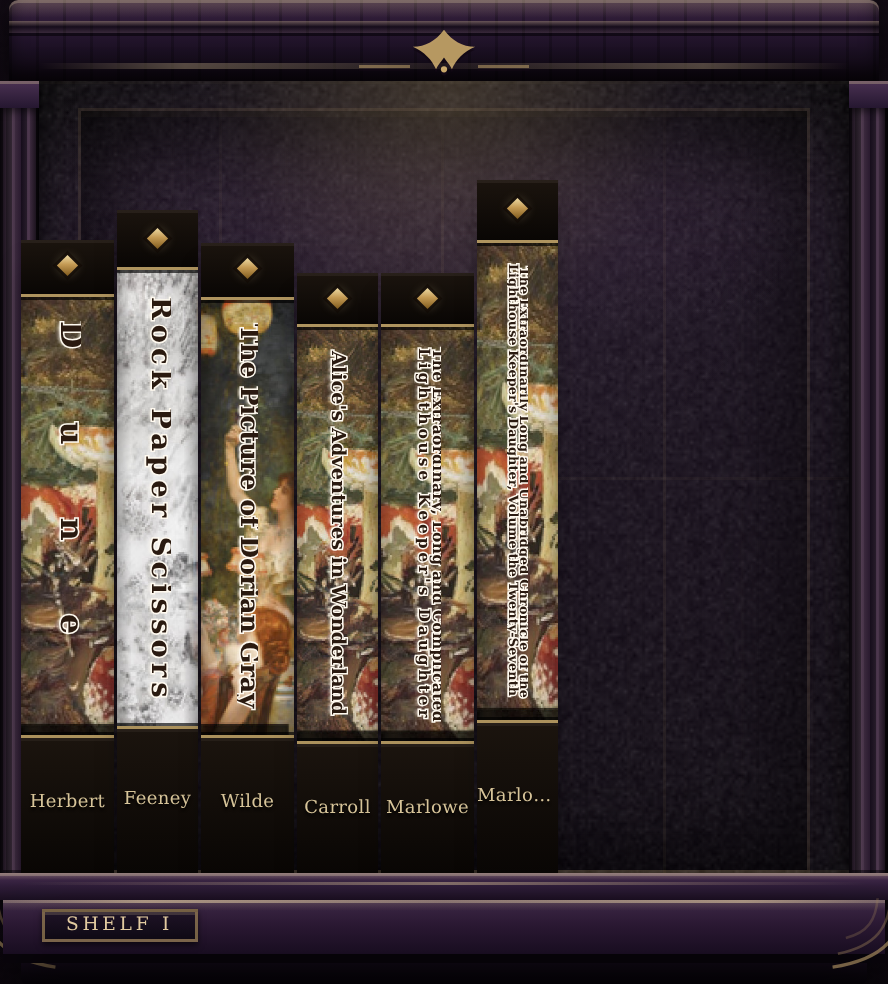 Dune
Rock Paper Scissors
The Picture of Dorian Gray
Alice's Adventures in Wonderland
The Extraordinarily Long and Complicated
Lighthouse Keeper's Daughter
The Extraordinarily Long and Unabridged Chronicle of the
Lighthouse Keeper's Daughter, Volume the Twenty-Seventh
Herbert
Feeney
Wilde
Carroll
Marlowe
Marlo...
SHELF I